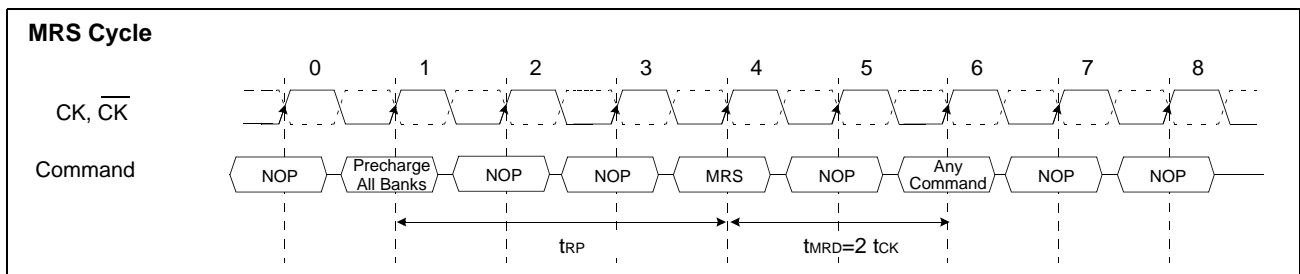 MRS Cycle
0 1 2 3 4 5 6 7 8
CK, CK
Command
NOP Precharge All Banks NOP NOP MRS NOP Any Command NOP NOP
tRP tMRD=2 tCK